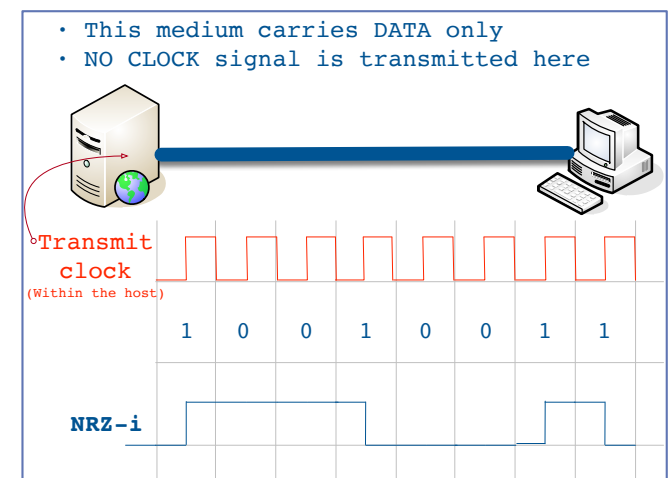 · This medium carries DATA only
· NO CLOCK signal is transmitted here
Transmit
clock
(Within the host)
1 0 0 1 0 0 1 1
NRZ-i